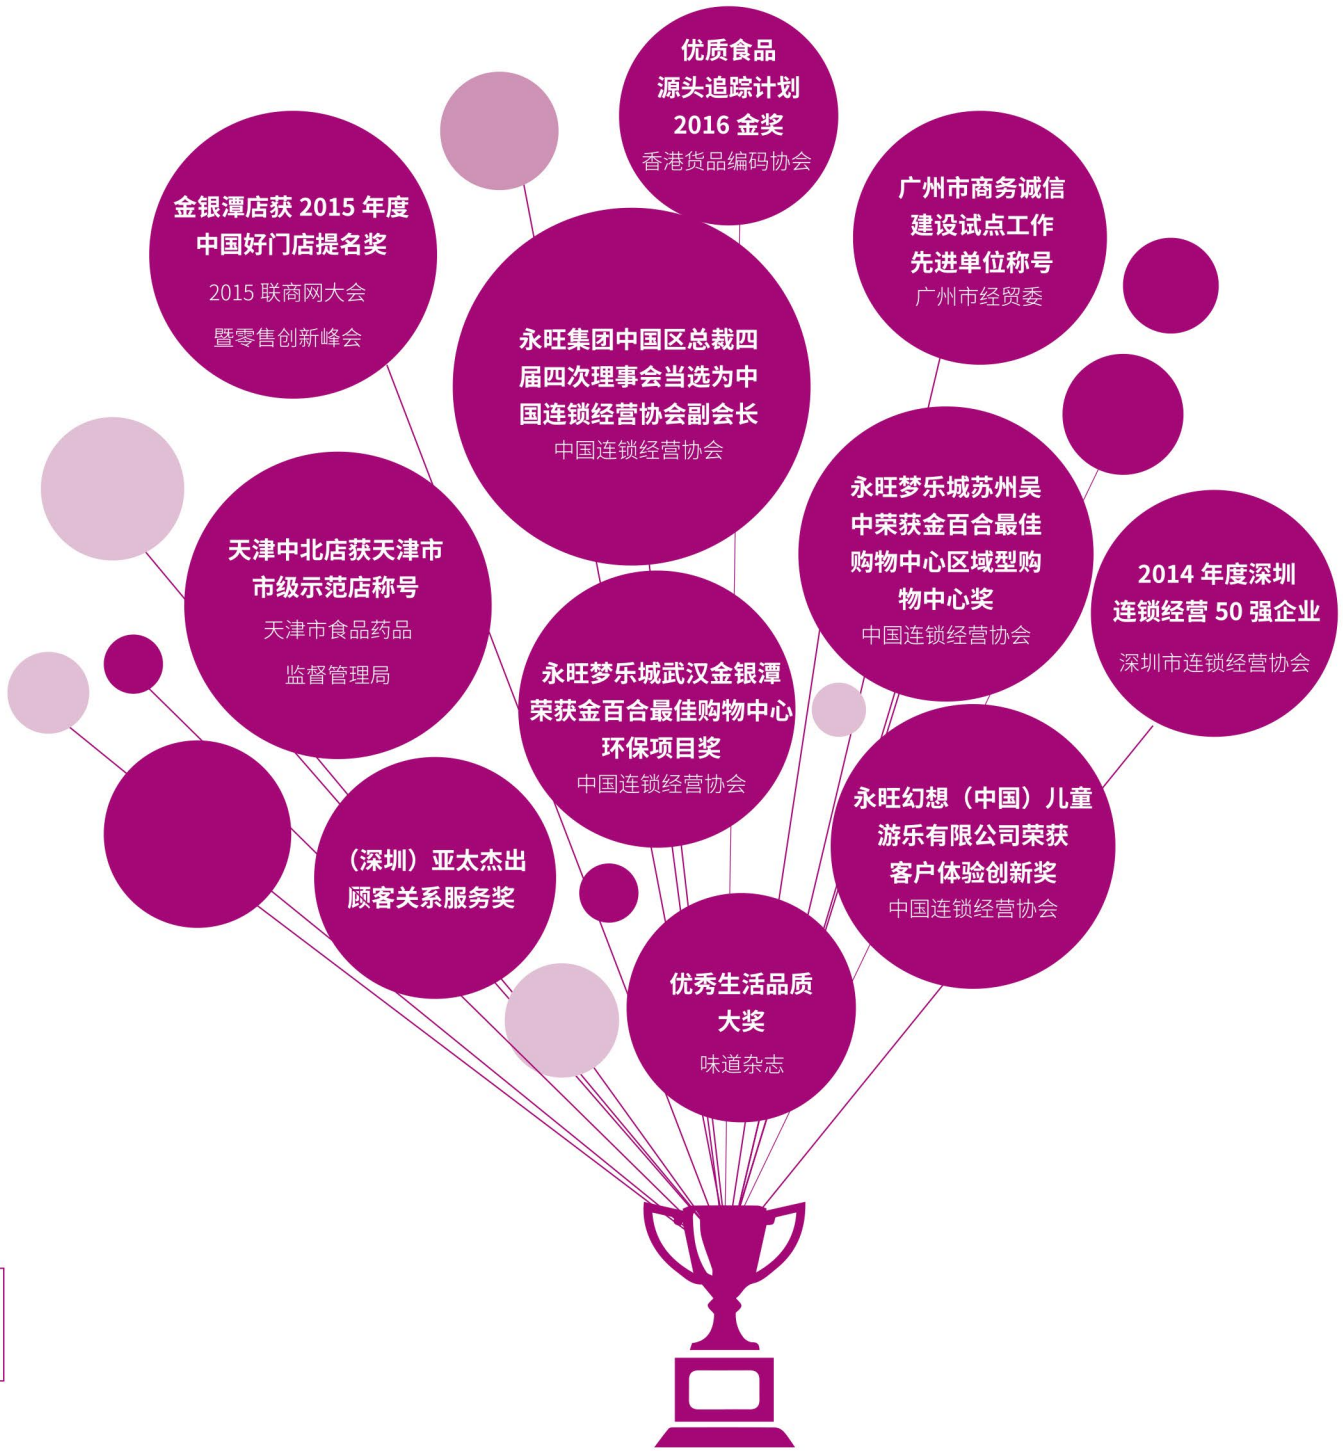 优质食品
源头追踪计划
2016 金奖
香港货品编码协会
金银潭店获 2015 年度
中国好门店提名奖
2015 联商网大会
暨零售创新峰会
广州市商务诚信
建设试点工作
先进单位称号
广州市经贸委
永旺集团中国区总裁四
届四次理事会当选为中
国连锁经营协会副会长
中国连锁经营协会
永旺梦乐城苏州吴
中荣获金百合最佳
购物中心区域型购
物中心奖
中国连锁经营协会
天津中北店获天津市
市级示范店称号
天津市食品药品
监督管理局
2014 年度深圳
连锁经营 50 强企业
深圳市连锁经营协会
永旺梦乐城武汉金银潭
荣获金百合最佳购物中心
环保项目奖
中国连锁经营协会
永旺幻想（中国）儿童
游乐有限公司荣获
客户体验创新奖
中国连锁经营协会
（深圳）亚太杰出
顾客关系服务奖
优秀生活品质
大奖
味道杂志